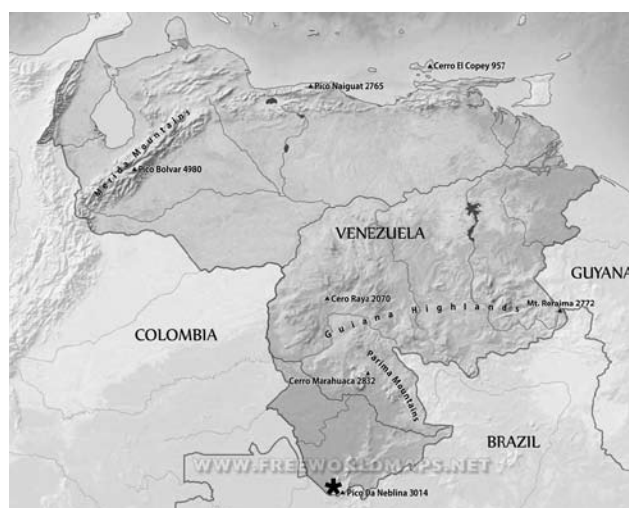 Cerro El Copey 957
Pico Naiguat 2765
Merida Mountains
Pico Bolvar 4980
VENEZUELA
GUYANA
Cero Raya 2070
Mt. Roraima 2772
Guiana Highlands
COLOMBIA
Parima Mountains
Cerro Marahuaca 2832
BRAZIL
WWW.FREEWORLDMAPS.NET
*
Pico Da Neblina 3014